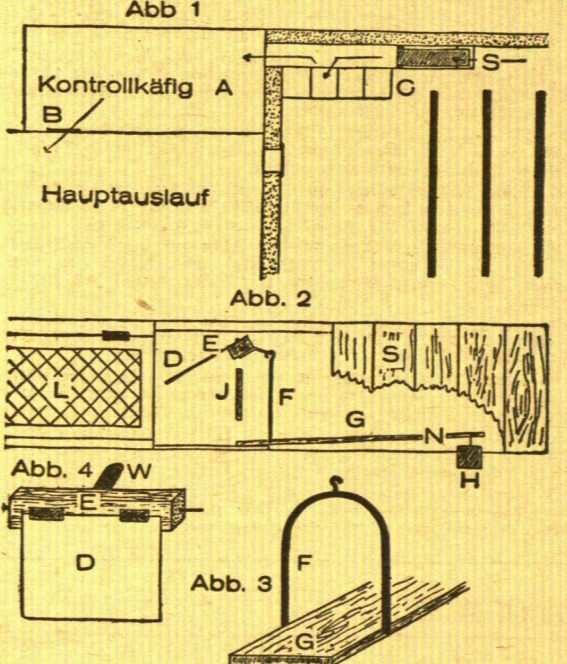 Abb 1
S
Kontrollkäfig A
C
B
Hauptauslauf
Abb. 2
E
D
S
L
J
F
G
N
Abb. 4 W
H
E
D
F
Abb. 3
G